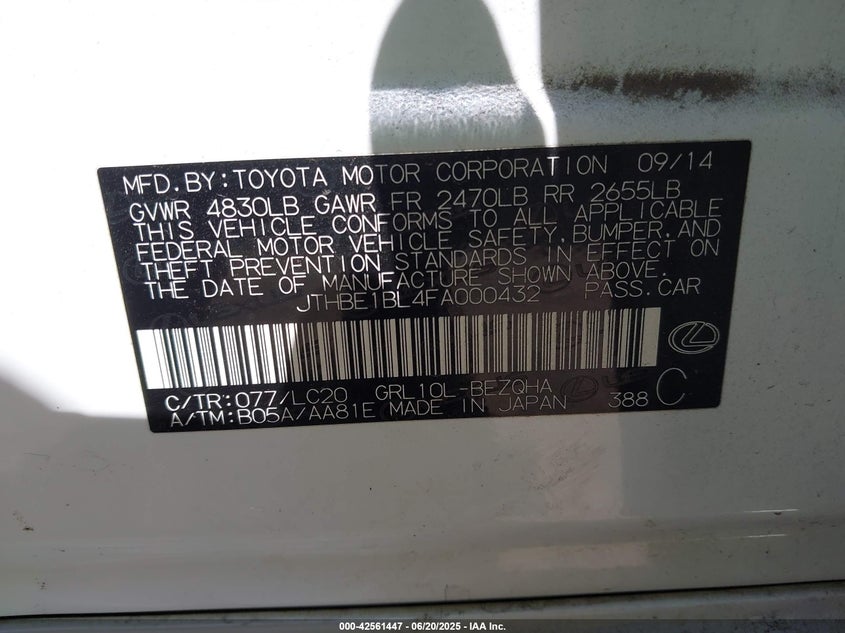 MFD.BY:TOYOTA MOTOR CORPORATION 09/14
GVWR 4830LB GAWR FR 2470LB RR 2655LB
THIS VEHICLE CONFORMS TO ALL APPLICABLE
FEDERAL MOTOR VEHICLE SAFETY,BUMPER,AND
THEFT PREVENTION STANDARDS IN EFFECT ON
THE DATE OF MANUFACTURE SHOWN ABOVE.
JTHBE1BL4FA000432 PASS.CAR
C/TR:077/LC20 GRL10L-BEZQHA
A/TM:B05A/AA81E MADE IN JAPAN 388 C
000-42561447 - 06/20/2025 - IAA Inc.